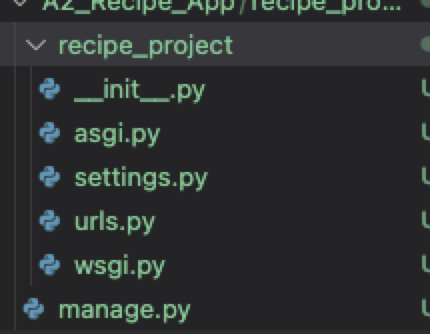 A2_Recipe_App/recipe_pro...
recipe_project
__init__.py
U
asgi.py
U
settings.py
U
urls.py
U
wsgi.py
U
manage.py
U